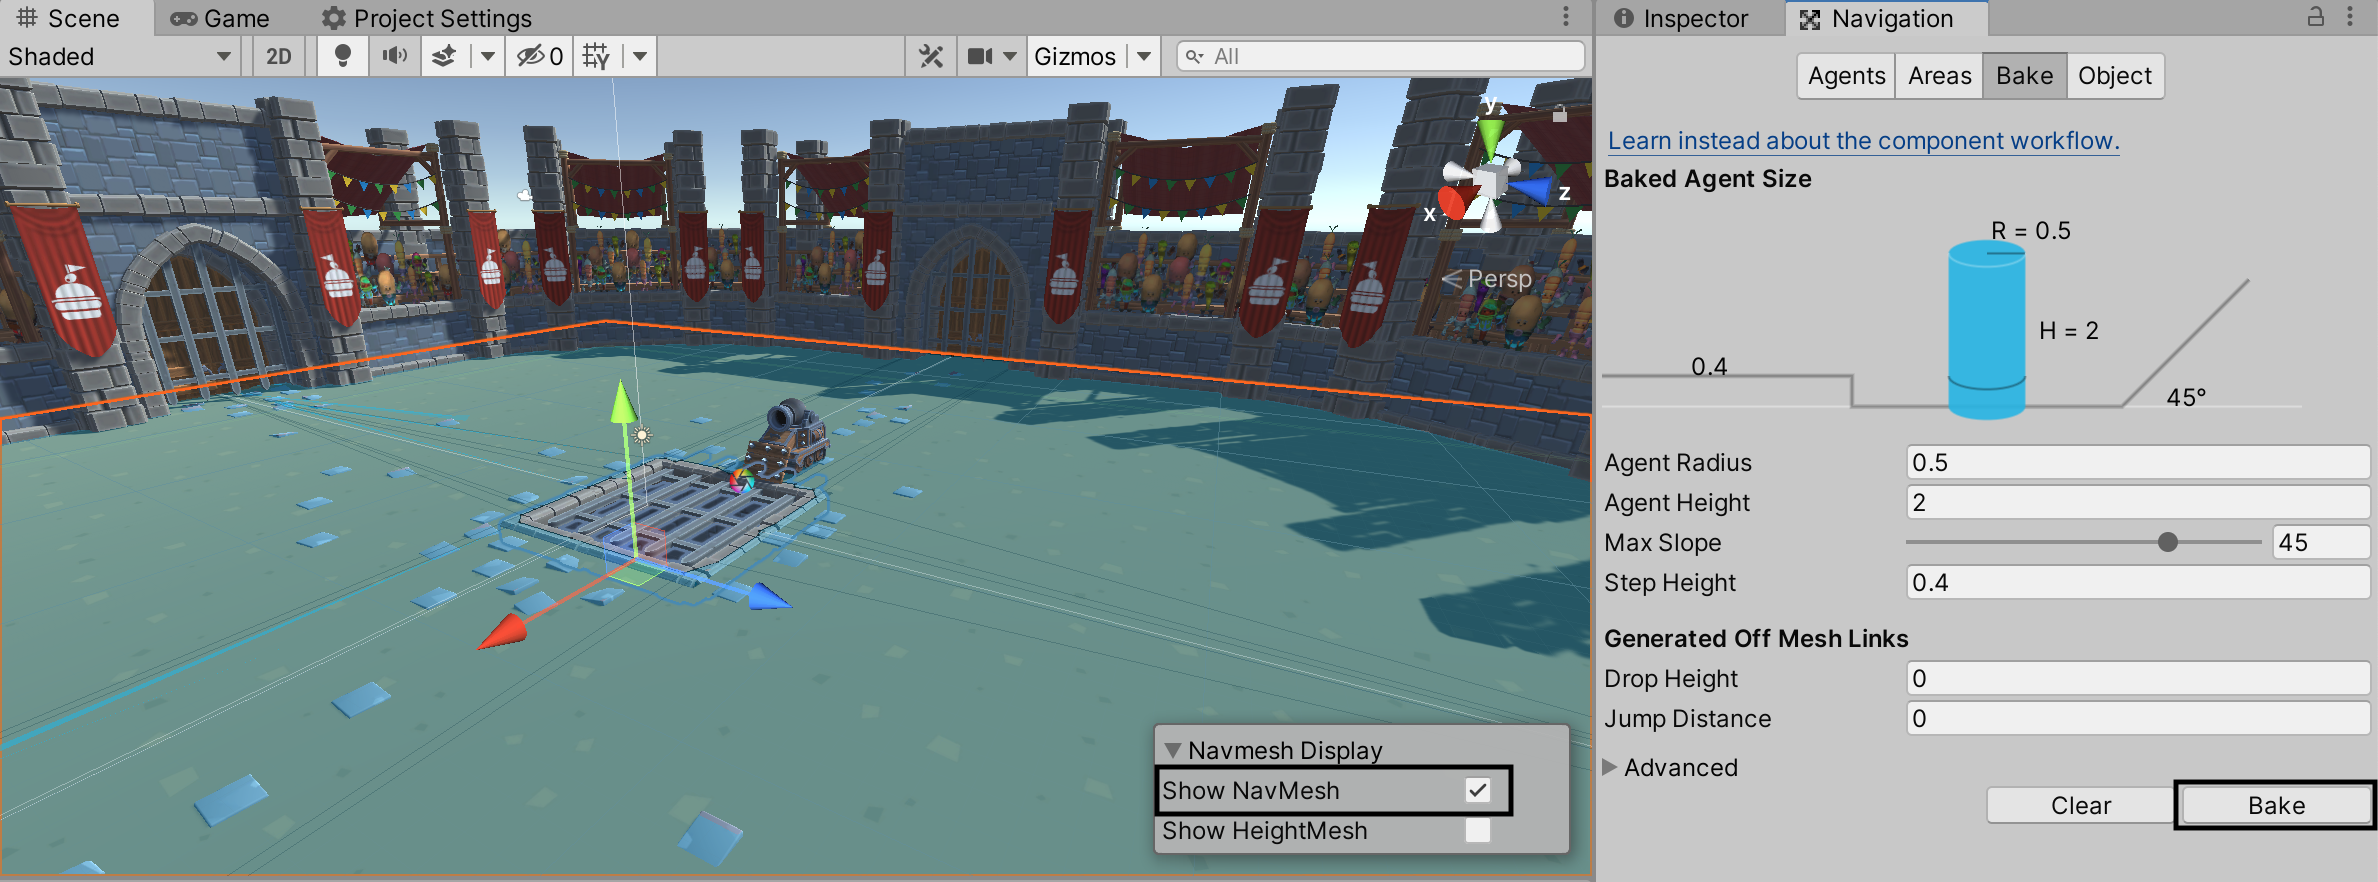 Scene
Game
Project Settings
Shaded
2D
0
Gizmos
All
y
x
z
Persp
Navmesh Display
Show NavMesh
Show HeightMesh
Inspector
Navigation
Agents
Areas
Bake
Object
Learn instead about the component workflow.
Baked Agent Size
R = 0.5
H = 2
0.4
45°
Agent Radius 0.5
Agent Height 2
Max Slope 45
Step Height 0.4
Generated Off Mesh Links
Drop Height 0
Jump Distance 0
Advanced
Clear
Bake